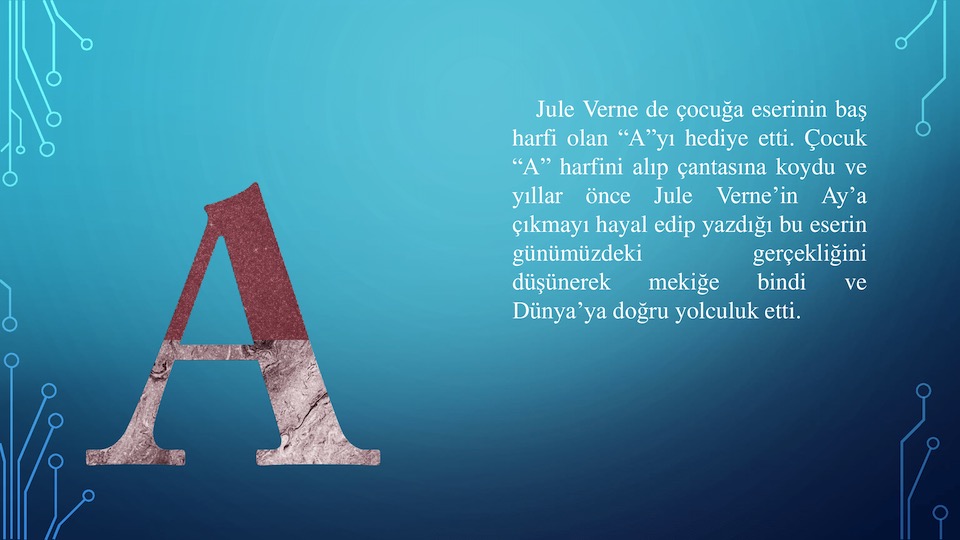 A
Jule Verne de çocuğa eserinin baş
harfi olan “A”yı hediye etti. Çocuk
“A” harfini alıp çantasına koydu ve
yıllar önce Jule Verne’in Ay’a
çıkmayı hayal edip yazdığı bu eserin
günümüzdeki gerçekliğini
düşünerek mekiğe bindi ve
Dünya’ya doğru yolculuk etti.